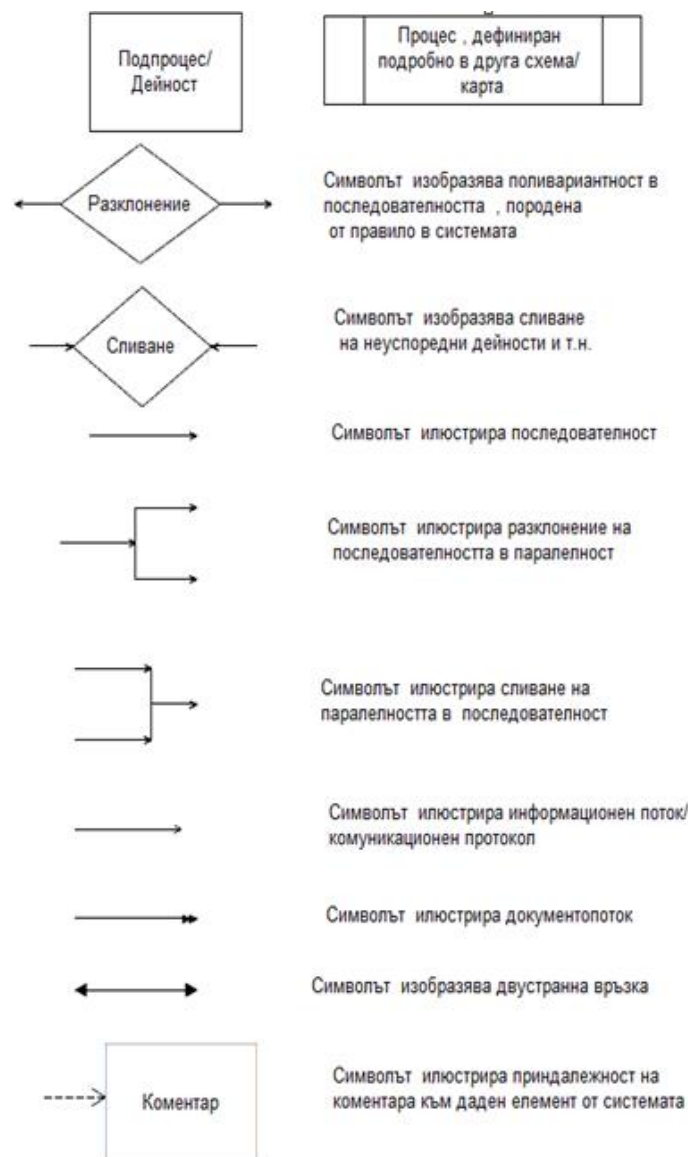 Подпроцес/
Дейност
Процес , дефиниран
подробно в друга схема/
карта
Разклонение
Символът изобразява поливариантност в
последователността , породена
от правило в системата
Сливане
Символът изобразява сливане
на неуспоредни дейности и т.н.
Символът илюстрира последователност
Символът илюстрира разклонение на
последователността в паралелност
Символът илюстрира сливане на
паралелността в последователност
Символът илюстрира информационен поток/
комуникационен протокол
Символът илюстрира документопоток
Символът изобразява двустранна връзка
Коментар
Символът илюстрира приндалежност на
коментара към даден елемент от системата